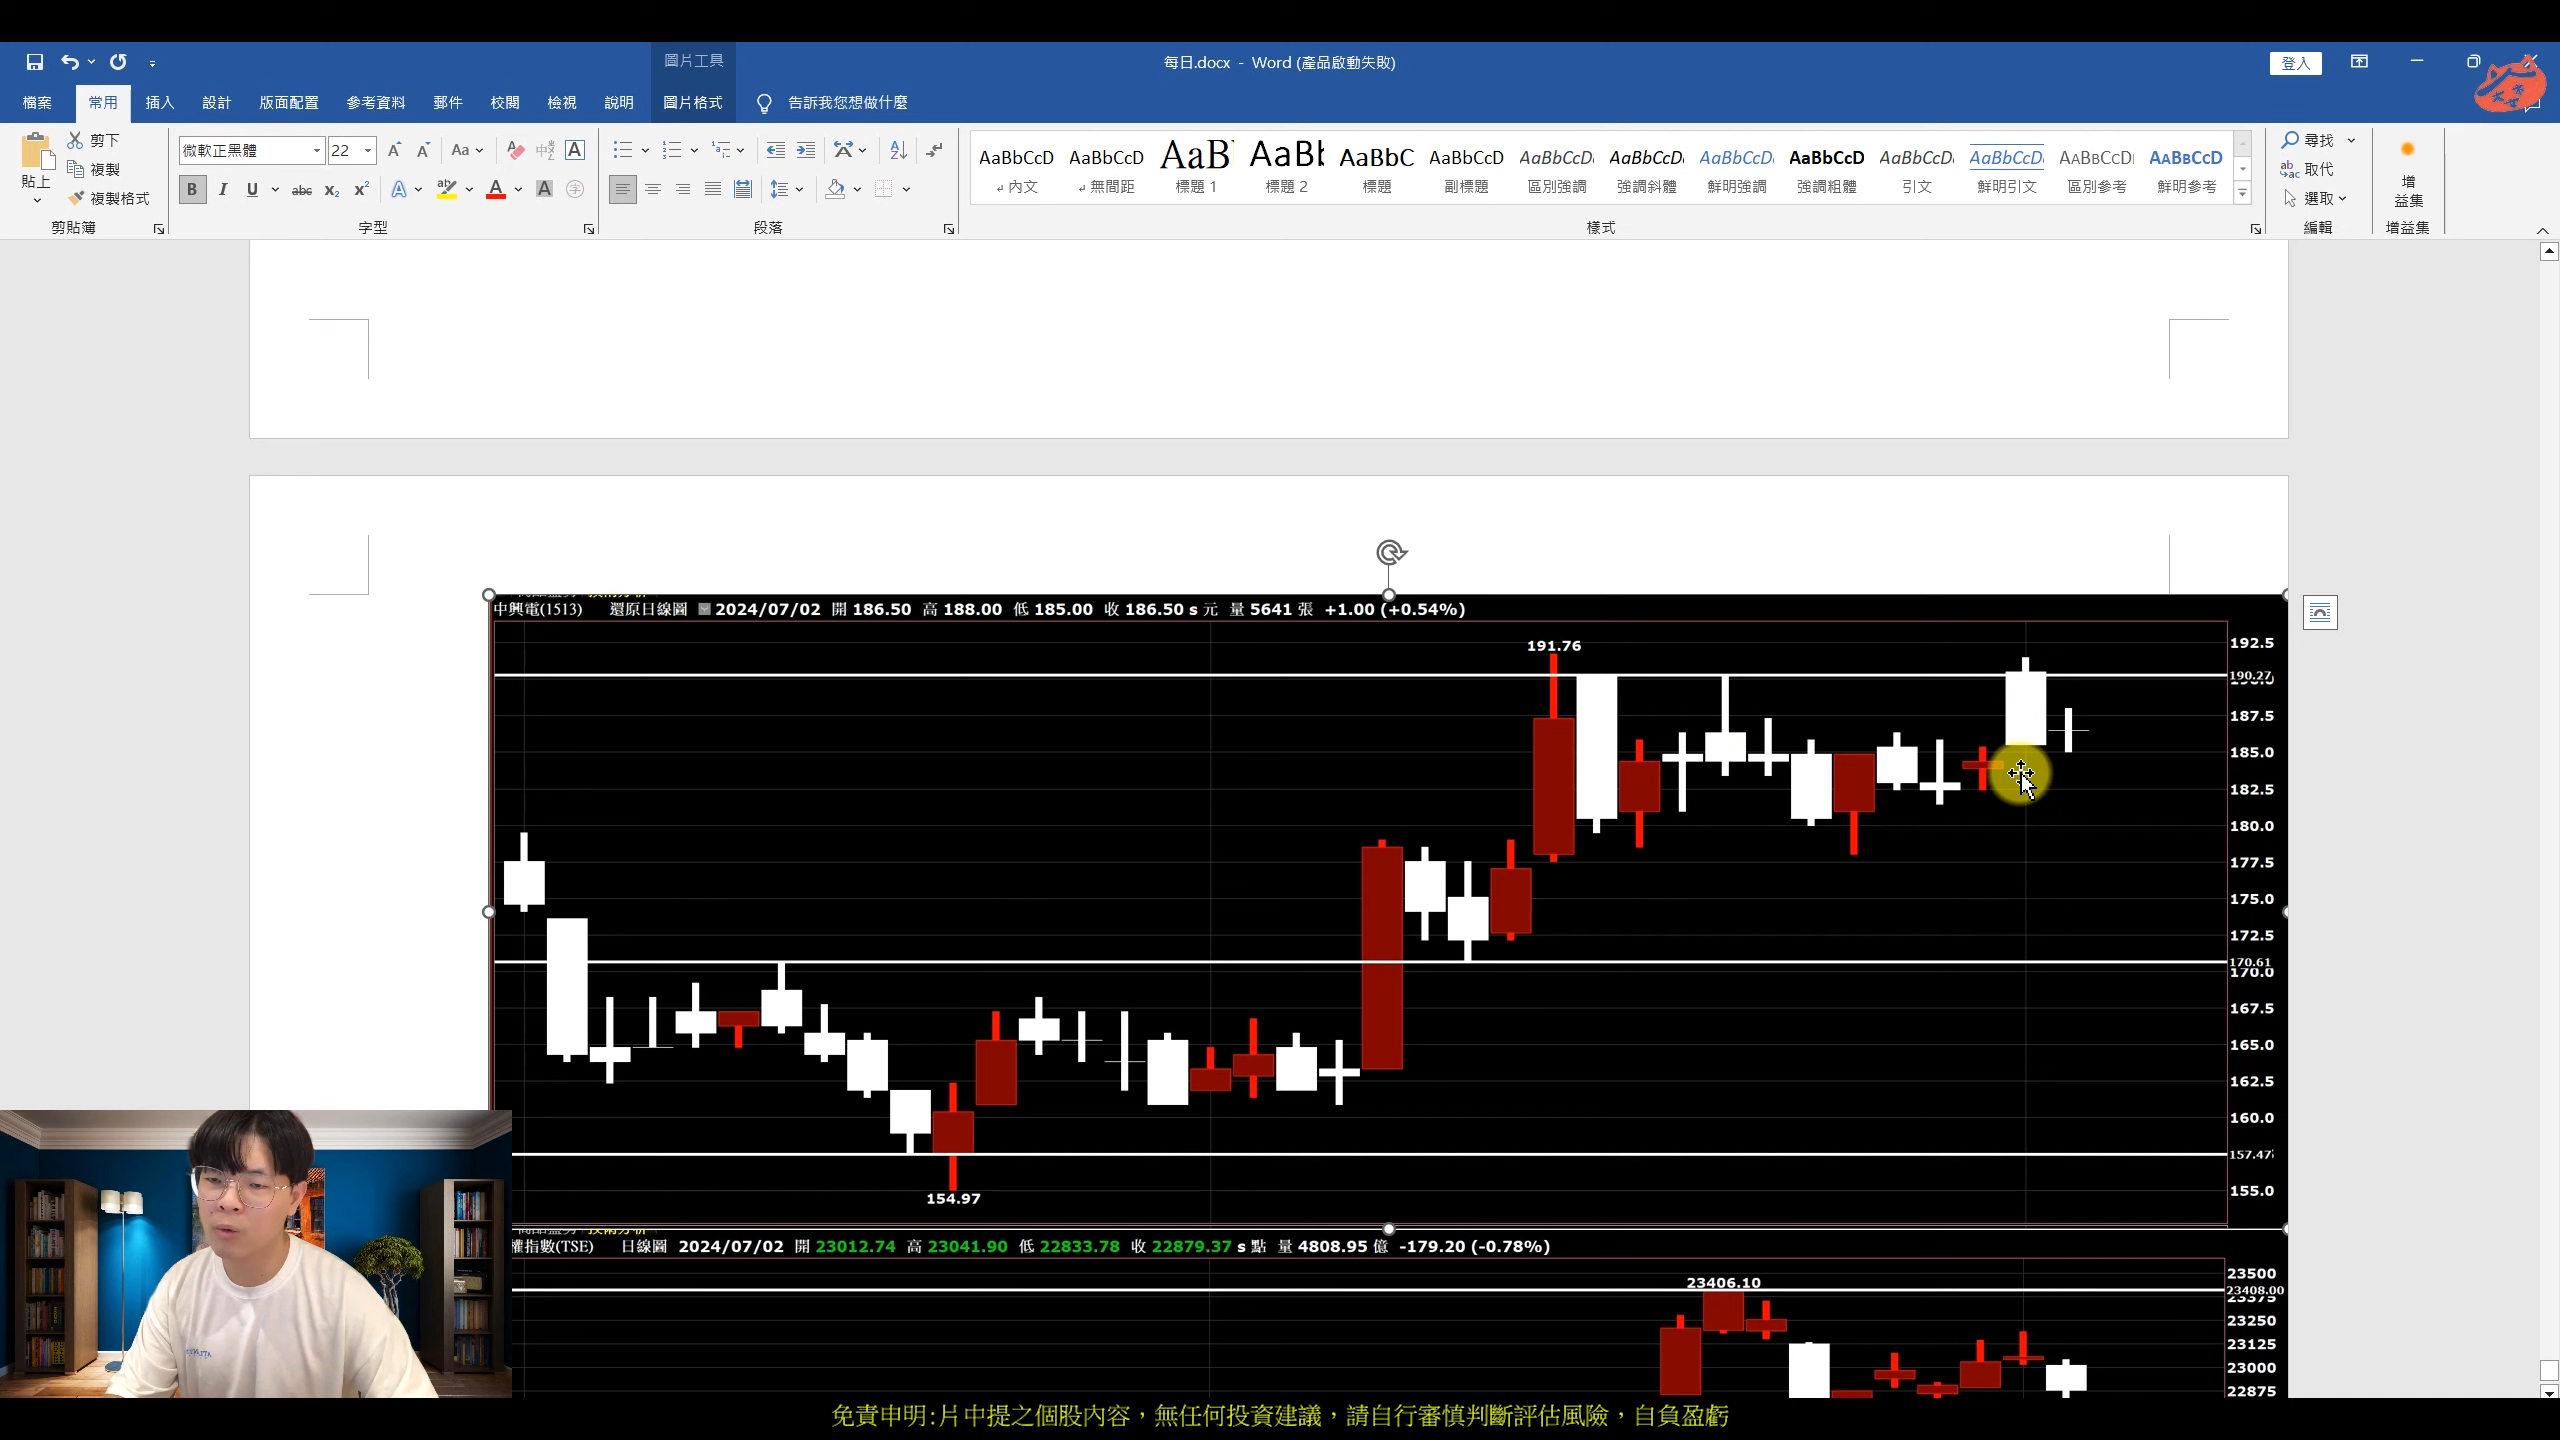 圖片工具
每日.docx - Word (產品啟動失敗)
登入
檔案 常用 插入 設計 版面配置 參考資料 郵件 校閱 檢視 說明 圖片格式 告訴我您想做什麼
貼上
剪下
複製
複製格式
剪貼簿
微軟正黑體 22
字型
段落
AaBbCcD AaBbCcD AaB AaBb AaBbC AaBbCcD AaBbCcD AaBbCcD AaBbCcD AaBbCcD AaBbCcD AaBbCcD AaBbCcD AaBbCcD
內文 無間距 標題 1 標題 2 標題 副標題 區別強調 強調斜體 鮮明強調 強調粗體 引文 鮮明引文 區別參考 鮮明參考
樣式
尋找
取代
選取
編輯
增
益集
增益集
中興電(1513) 還原日線圖 2024/07/02 開 186.50 高 188.00 低 185.00 收 186.50 s 元 量 5641 張 +1.00 (+0.54%)
191.76
192.5
190.27
187.5
185.0
182.5
180.0
177.5
175.0
172.5
170.61
170.0
167.5
165.0
162.5
160.0
157.47
155.0
154.97
權指數(TSE) 日線圖 2024/07/02 開 23012.74 高 23041.90 低 22833.78 收 22879.37 s 點 量 4808.95 億 -179.20 (-0.78%)
23406.10
23500
23408.00
23375
23250
23125
23000
22875
免責申明:片中提之個股內容，無任何投資建議，請自行審慎判斷評估風險，自負盈虧